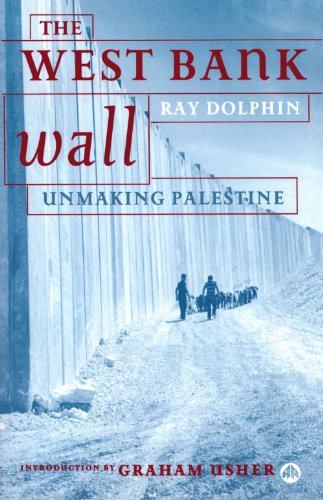 THE
WEST BANK
wall
RAY DOLPHIN
UNMAKING PALESTINE
INTRODUCTION BY GRAHAM USHER